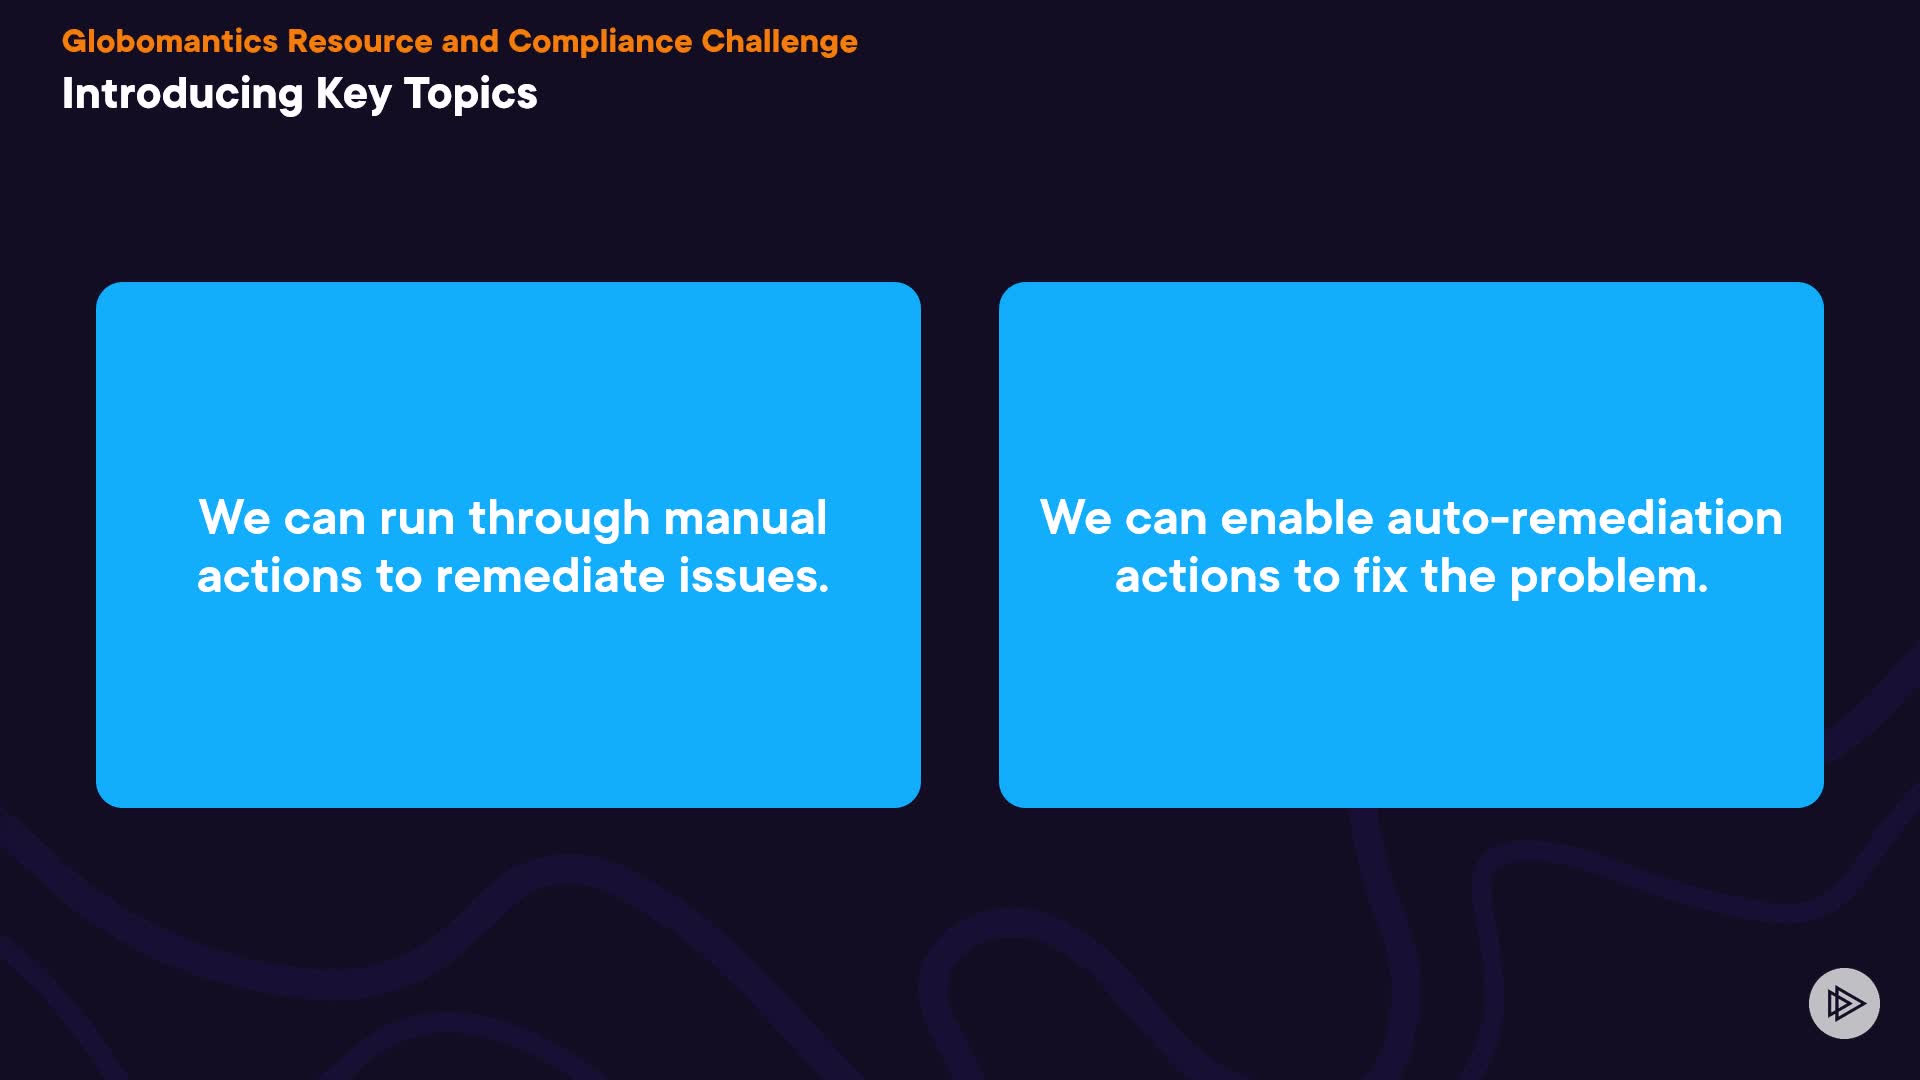 Globomantics Resource and Compliance Challenge
Introducing Key Topics
We can run through manual
actions to remediate issues.
We can enable auto-remediation
actions to fix the problem.